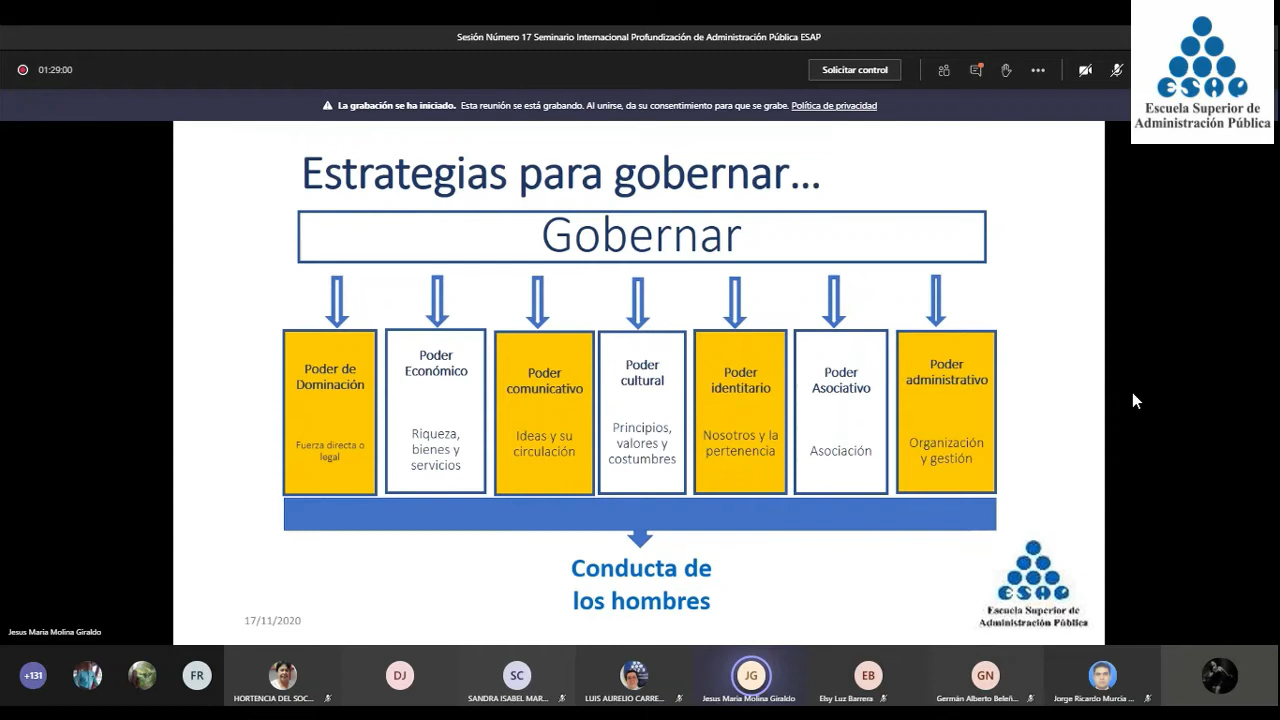 Sesión Número 17 Seminario Internacional Profundización de Administración Pública ESAP
01:29:00
Solicitar control
La grabación se ha iniciado. Esta reunión se está grabando. Al unirse, da su consentimiento para que se grabe. Política de privacidad
ESAP
Escuela Superior de
Administración Pública
Estrategias para gobernar...
Gobernar
Poder de
Dominación
Fuerza directa o
legal
Poder
Económico
Riqueza,
bienes y
servicios
Poder
comunicativo
Ideas y su
circulación
Poder
cultural
Principios,
valores y
costumbres
Poder
identitario
Nosotros y la
pertenencia
Poder
Asociativo
Asociación
Poder
administrativo
Organización
y gestión
Conducta de
los hombres
17/11/2020
ESAP
Escuela Superior de
Administración Pública
Jesus Maria Molina Giraldo
+131
FR
HORTENCIA DEL SOC...
DJ
SC
SANDRA ISABEL MAR...
LUIS AURELIO CARRE...
JG
Jesus Maria Molina Giraldo
EB
Elsy Luz Barrera
GN
Germán Alberto Beleñ...
Jorge Ricardo Murcia ...